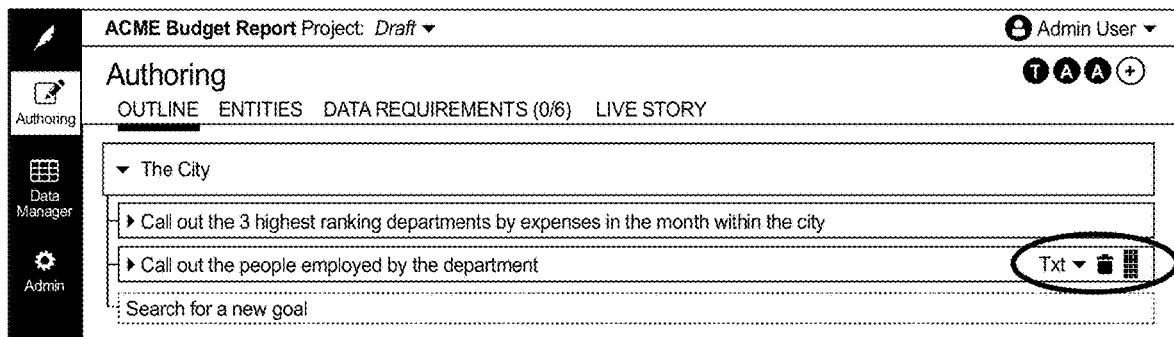 ACME Budget Report Project: Draft
Admin User
Authoring
T A A +
OUTLINE ENTITIES DATA REQUIREMENTS (0/6) LIVE STORY
Authoring
Data
Manager
Admin
The City
Call out the 3 highest ranking departments by expenses in the month within the city
Call out the people employed by the department
Txt
Search for a new goal